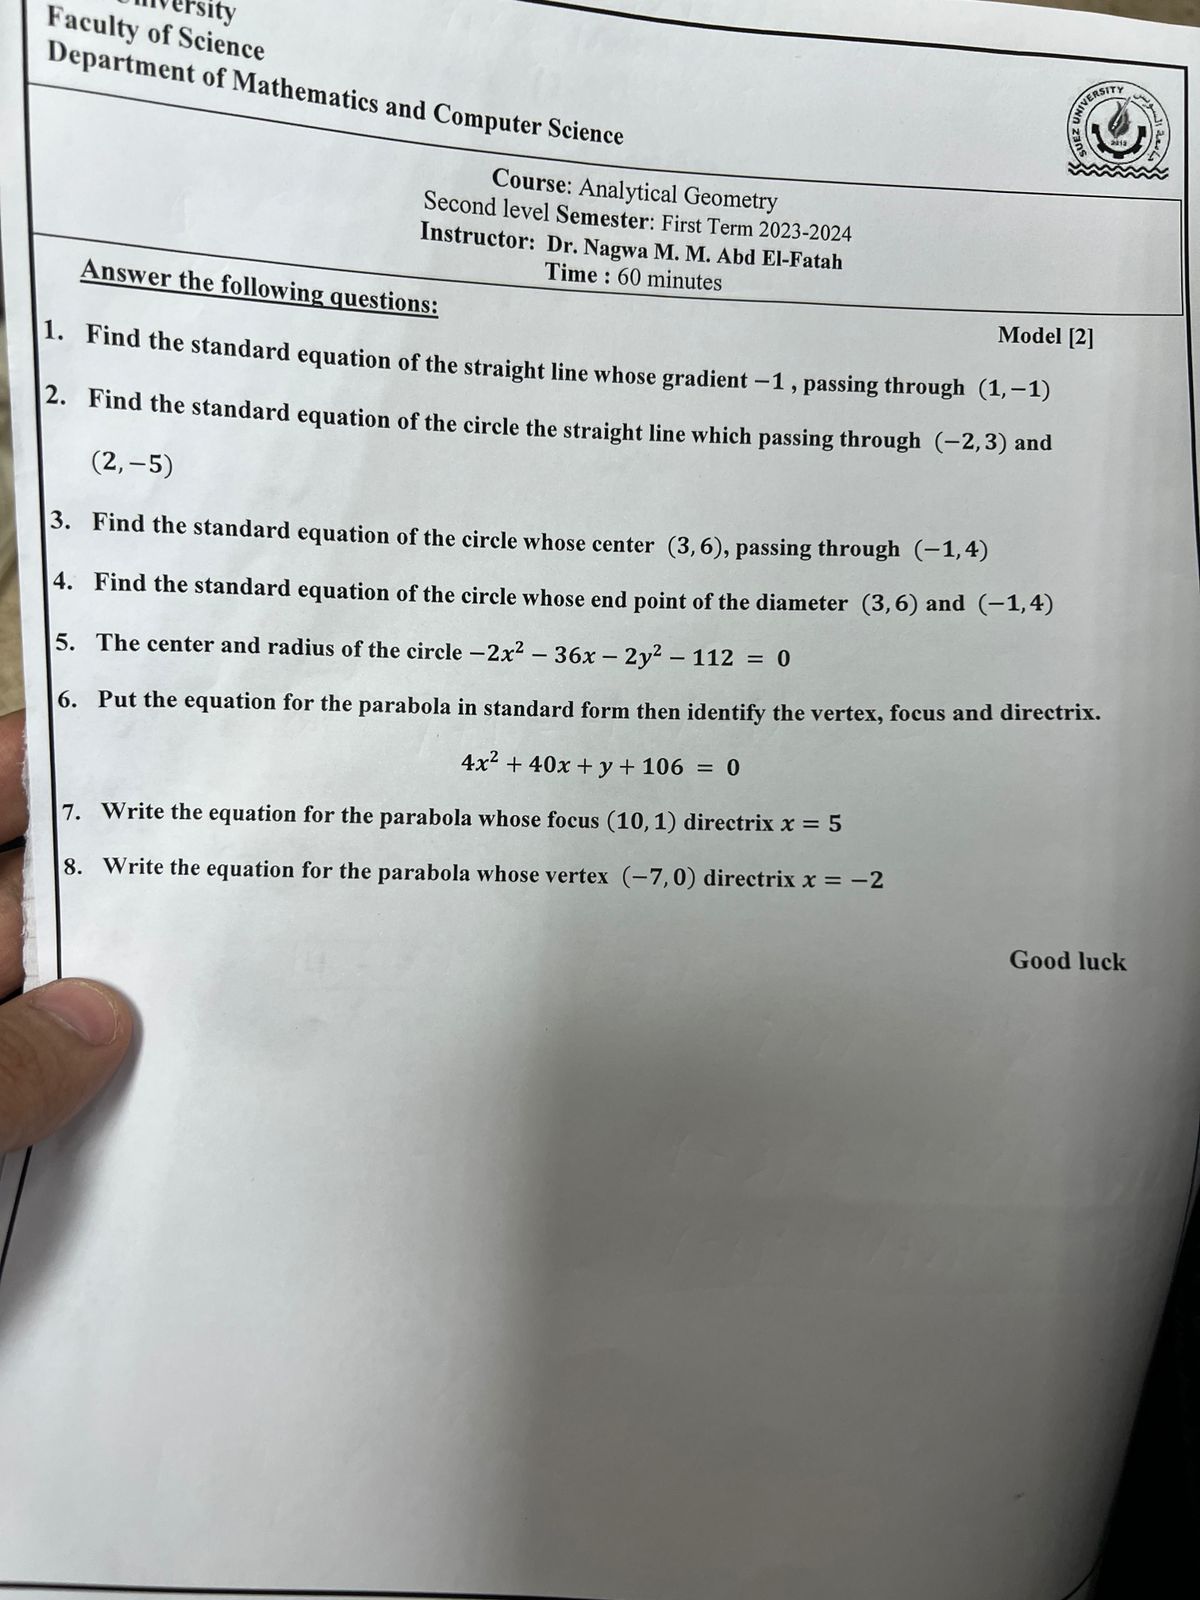 University
Faculty of Science
Department of Mathematics and Computer Science
SUEZ UNIVERSITY
جامعة السويس
2012
Course: Analytical Geometry
Second level Semester: First Term 2023-2024
Instructor: Dr. Nagwa M. M. Abd El-Fatah
Time : 60 minutes
Answer the following questions:
Model [2]
1. Find the standard equation of the straight line whose gradient −1 , passing through (1, −1)
2. Find the standard equation of the circle the straight line which passing through (−2, 3) and
(2, −5)
3. Find the standard equation of the circle whose center (3, 6), passing through (−1, 4)
4. Find the standard equation of the circle whose end point of the diameter (3, 6) and (−1, 4)
5. The center and radius of the circle −2x² − 36x − 2y² − 112 = 0
6. Put the equation for the parabola in standard form then identify the vertex, focus and directrix.
4x² + 40x + y + 106 = 0
7. Write the equation for the parabola whose focus (10, 1) directrix x = 5
8. Write the equation for the parabola whose vertex (−7, 0) directrix x = −2
Good luck